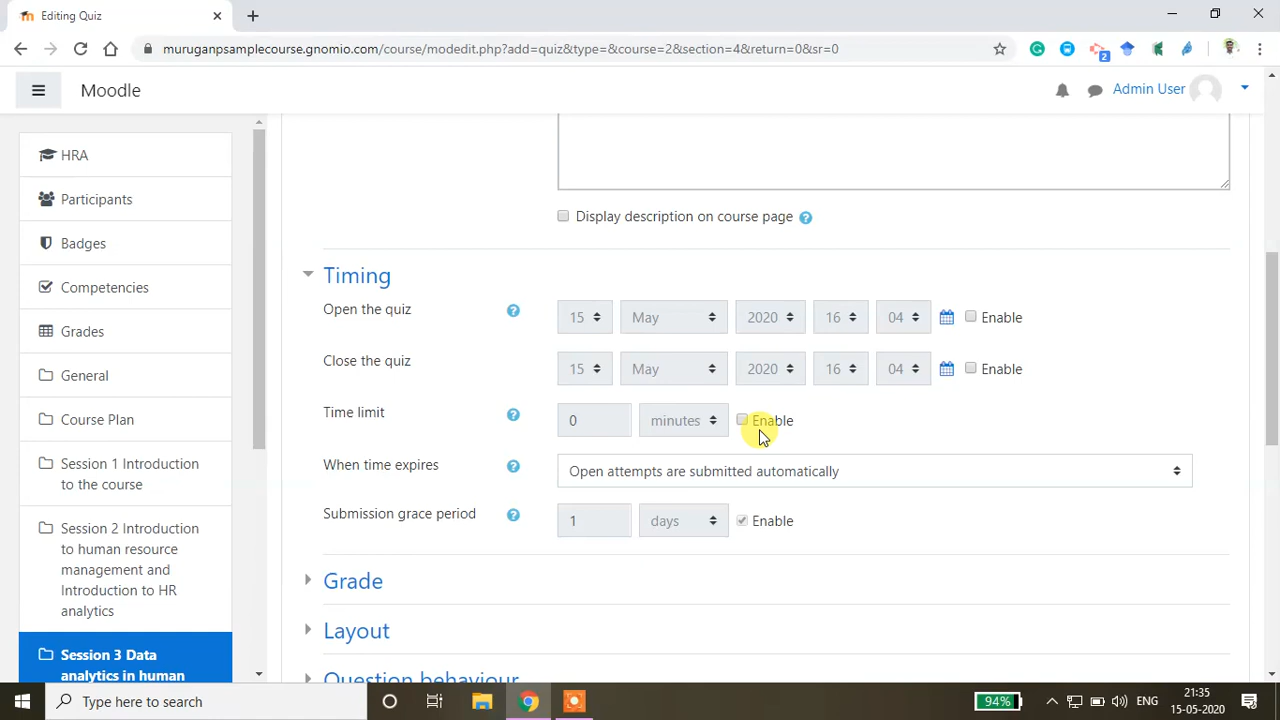 Editing Quiz
muruganpsamplecourse.gnomio.com/course/modedit.php?add=quiz&type=&course=2&section=4&return=0&sr=0
2
Moodle
Admin User
HRA
Participants
Badges
Competencies
Grades
General
Course Plan
Session 1 Introduction
to the course
Session 2 Introduction
to human resource
management and
Introduction to HR
analytics
Session 3 Data
analytics in human
Display description on course page ?
Timing
Open the quiz ? 15 May 2020 16 04 Enable
Close the quiz ? 15 May 2020 16 04 Enable
Time limit ? 0 minutes Enable
When time expires ? Open attempts are submitted automatically
Submission grace period ? 1 days Enable
Grade
Layout
Question behaviour
Type here to search
94%
ENG
21:35
15-05-2020